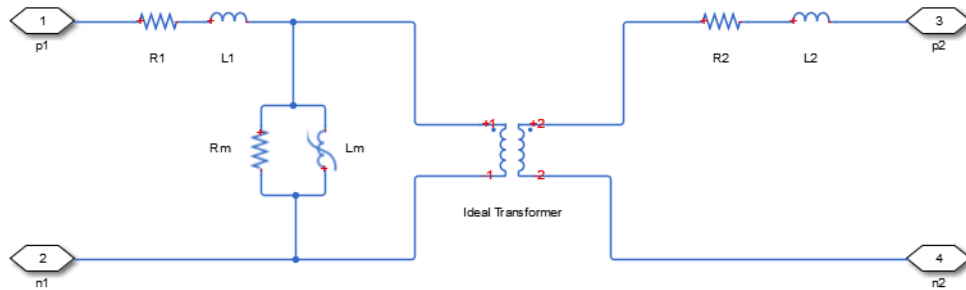 1
p1
R1
L1
R2
L2
3
p2
Rm
Lm
+1
+2
-1
-2
Ideal Transformer
2
n1
4
n2